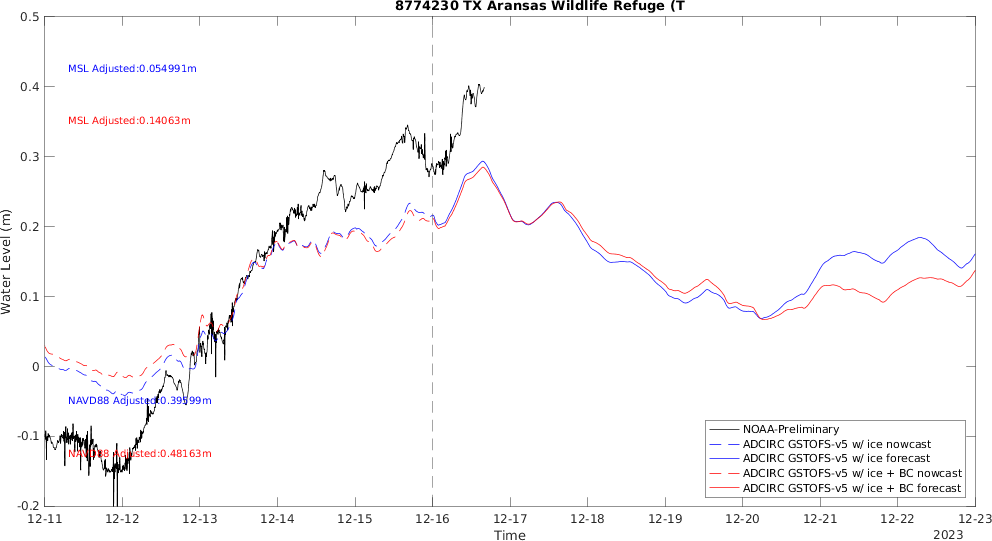 8774230 TX Aransas Wildlife Refuge (T
0.5
0.4
0.3
0.2
0.1
0
-0.1
-0.2
Water Level (m)
MSL Adjusted:0.054991m
MSL Adjusted:0.14063m
NAVD88 Adjusted:0.39599m
NAVD88 Adjusted:0.48163m
NOAA-Preliminary
ADCIRC GSTOFS-v5 w/ ice nowcast
ADCIRC GSTOFS-v5 w/ ice forecast
ADCIRC GSTOFS-v5 w/ ice + BC nowcast
ADCIRC GSTOFS-v5 w/ ice + BC forecast
12-11 12-12 12-13 12-14 12-15 12-16 12-17 12-18 12-19 12-20 12-21 12-22 12-23
Time
2023